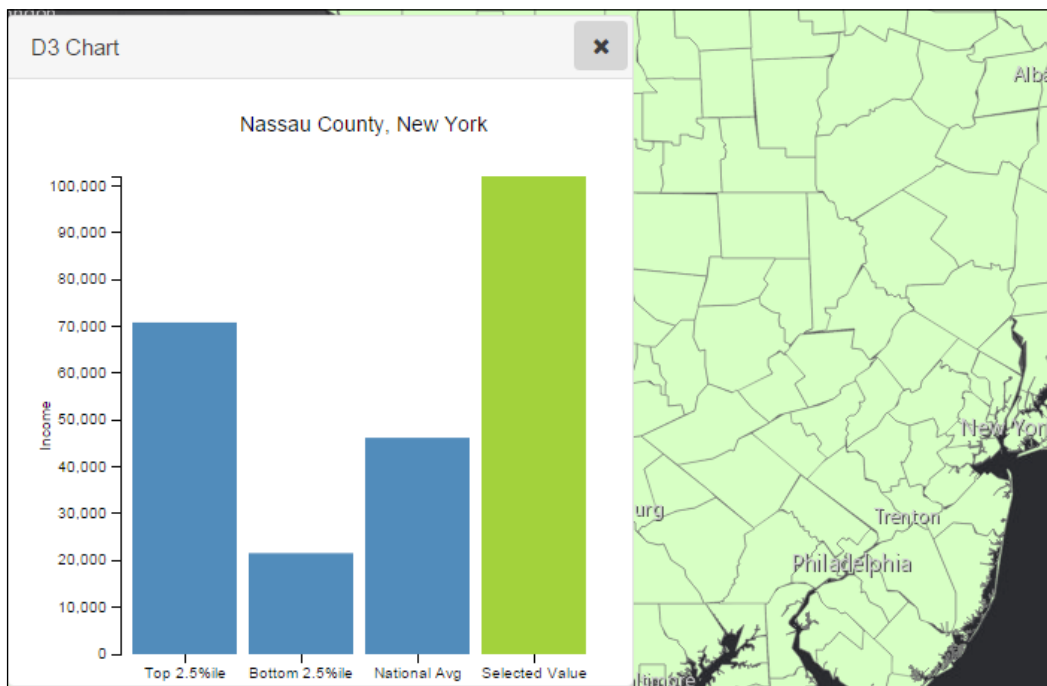 D3 Chart
Nassau County, New York
100,000
90,000
80,000
70,000
60,000
50,000
40,000
30,000
20,000
10,000
0
Income
Top 2.5%ile Bottom 2.5%ile National Avg Selected Value
Alba
New York
urg
Trenton
Philadelphia